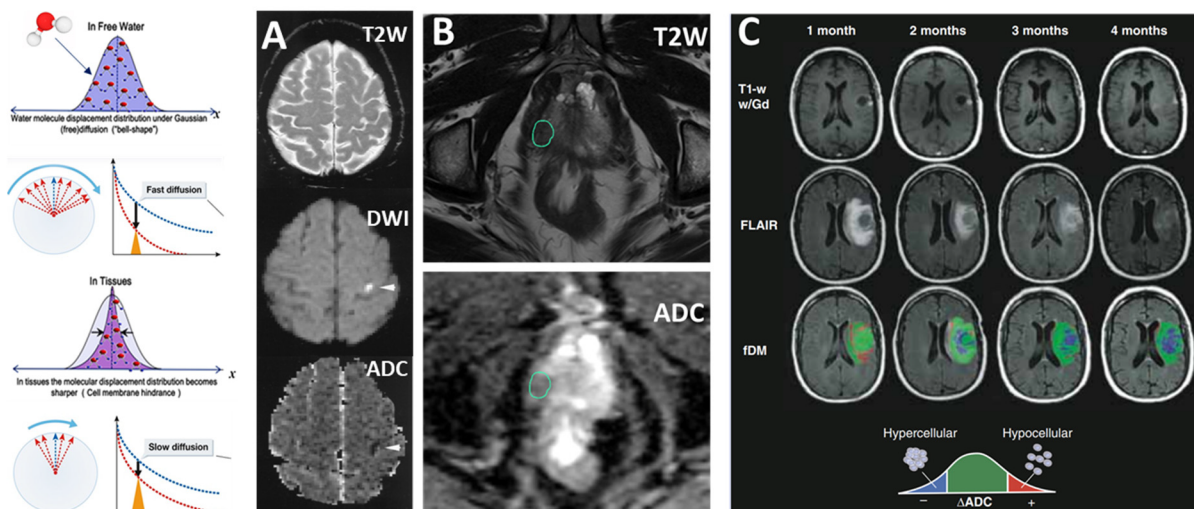 In Free Water
x
Water molecule displacement distribution under Gaussian
(free)diffusion ("bell-shape")
Fast diffusion
In Tissues
x
In tissues the molecular displacement distribution becomes
sharper ( Cell membrane hindrance )
Slow diffusion
A
T2W
DWI
ADC
B
T2W
ADC
C
1 month 2 months 3 months 4 months
T1-w
w/Gd
FLAIR
fDM
Hypercellular Hypocellular
− ΔADC +